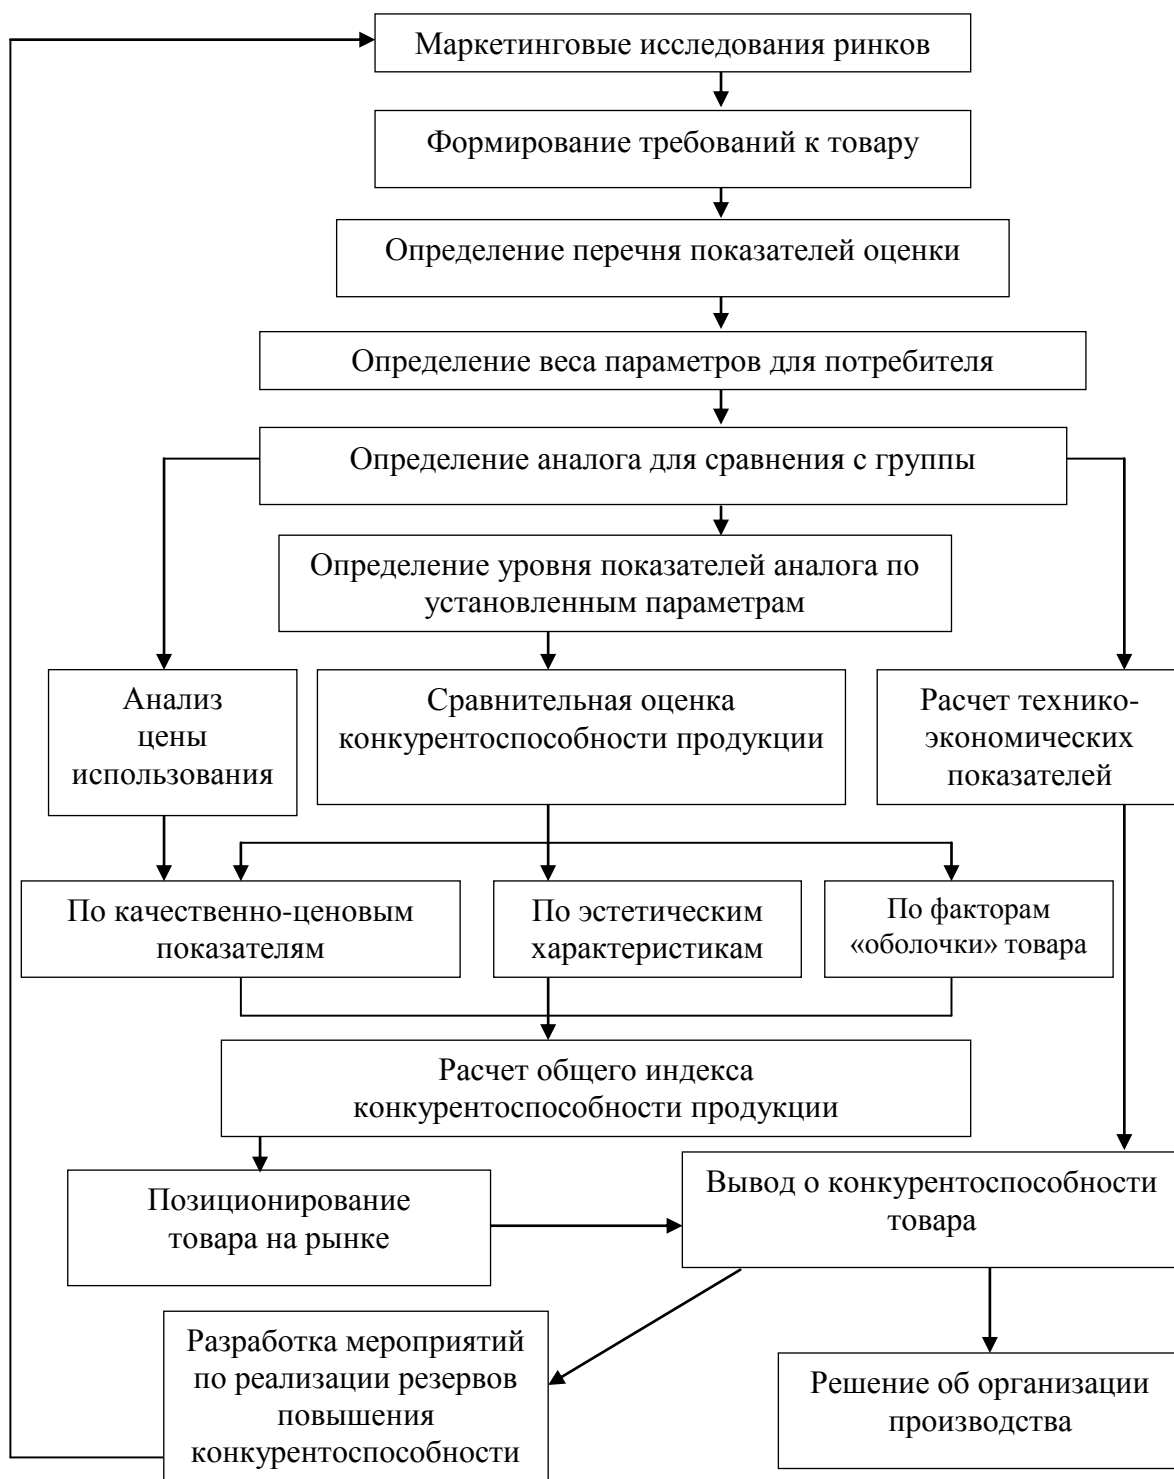 Маркетинговые исследования ринков
Формирование требований к товару
Определение перечня показателей оценки
Определение веса параметров для потребителя
Определение аналога для сравнения с группы
Определение уровня показателей аналога по
установленным параметрам
Анализ
цены
использования
Сравнительная оценка
конкурентоспособности продукции
Расчет технико-
экономических
показателей
По качественно-ценовым
показателям
По эстетическим
характеристикам
По факторам
«оболочки» товара
Расчет общего индекса
конкурентоспособности продукции
Позиционирование
товара на рынке
Вывод о конкурентоспособности
товара
Разработка мероприятий
по реализации резервов
повышения
конкурентоспособности
Решение об организации
производства